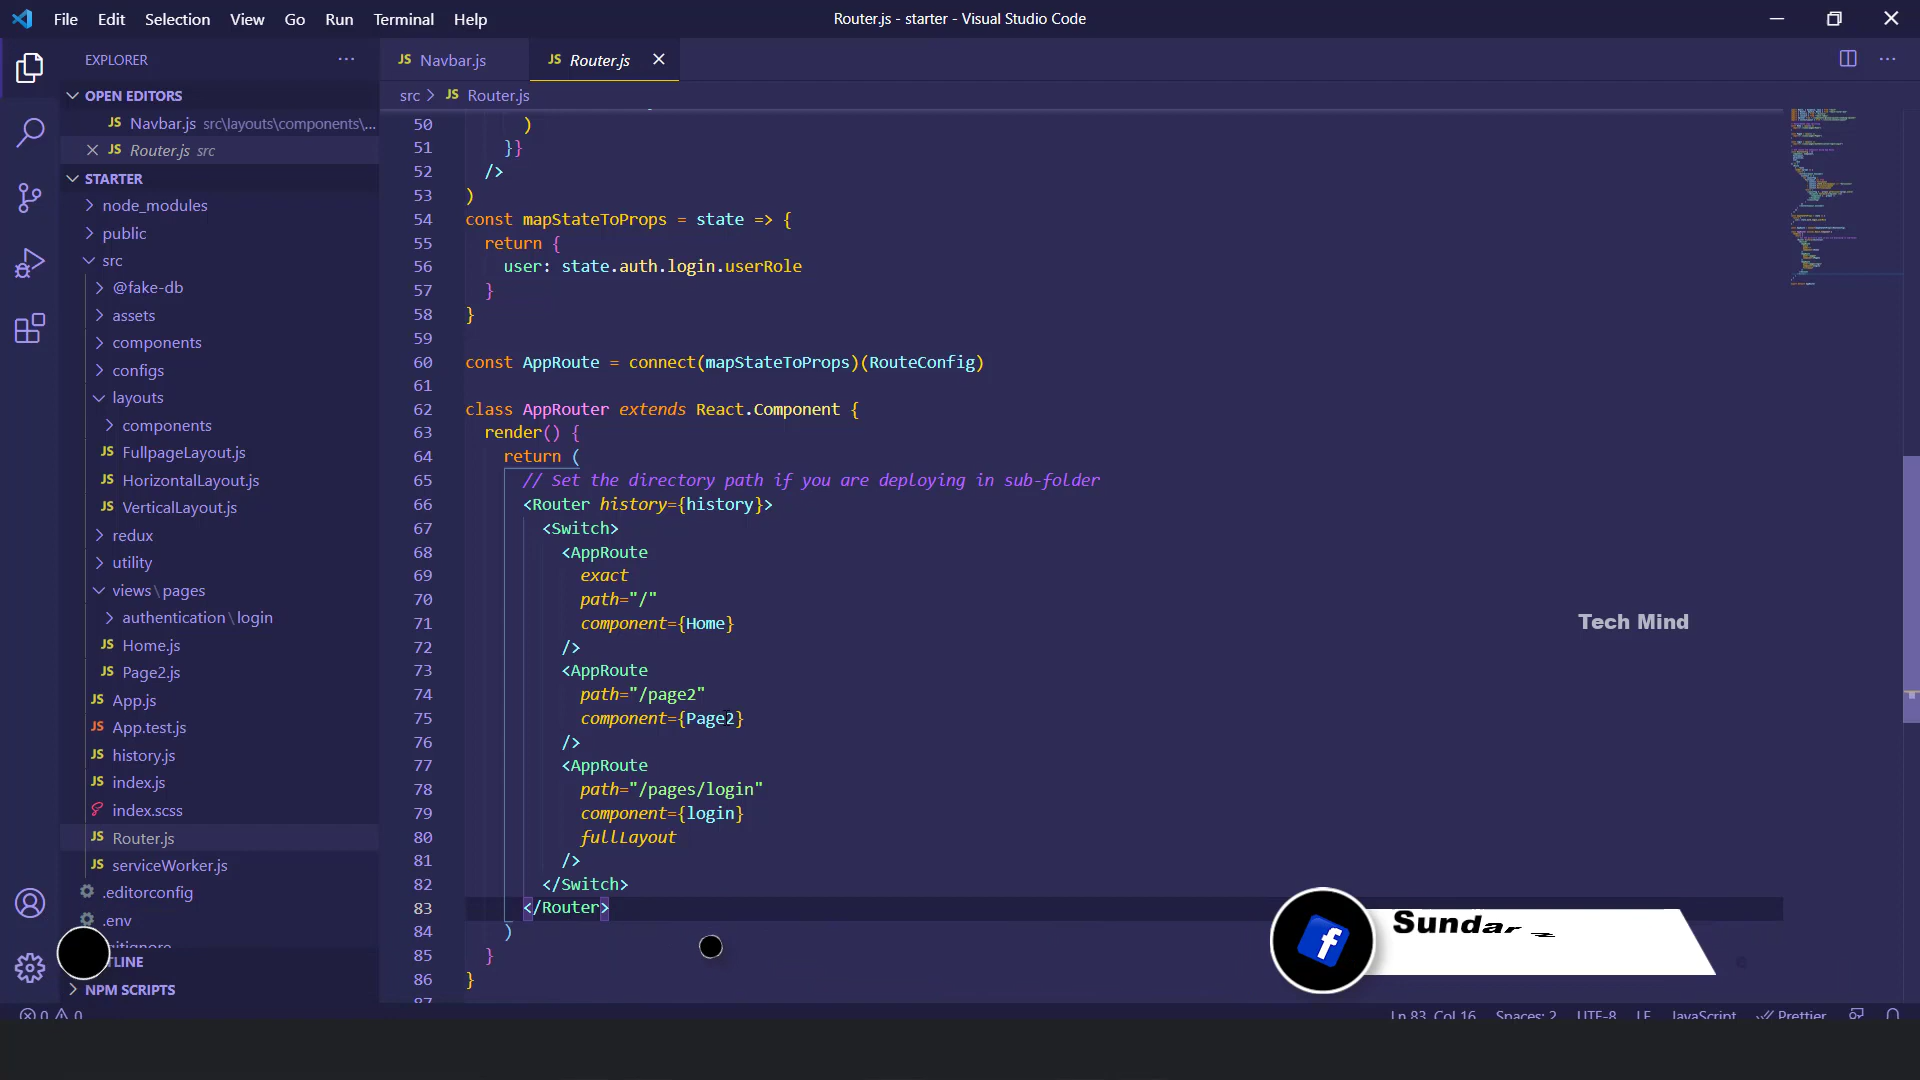 File Edit Selection View Go Run Terminal Help
Router.js - starter - Visual Studio Code
EXPLORER
OPEN EDITORS
JS Navbar.js src\layouts\components\...
JS Router.js src
STARTER
node_modules
public
src
@fake-db
assets
components
configs
layouts
components
JS FullpageLayout.js
JS HorizontalLayout.js
JS VerticalLayout.js
redux
utility
views\pages
authentication\login
JS Home.js
JS Page2.js
JS App.js
JS App.test.js
JS history.js
JS index.js
index.scss
JS Router.js
JS serviceWorker.js
.editorconfig
.env
NPM SCRIPTS
JS Navbar.js
JS Router.js
src > JS Router.js
50 )
51 }}
52 />
53 )
54 const mapStateToProps = state => {
55 return {
56 user: state.auth.login.userRole
57 }
58 }
59
60 const AppRoute = connect(mapStateToProps)(RouteConfig)
61
62 class AppRouter extends React.Component {
63 render() {
64 return (
65 // Set the directory path if you are deploying in sub-folder
66 <Router history={history}>
67 <Switch>
68 <AppRoute
69 exact
70 path="/"
71 component={Home}
72 />
73 <AppRoute
74 path="/page2"
75 component={Page2}
76 />
77 <AppRoute
78 path="/pages/login"
79 component={login}
80 fullLayout
81 />
82 </Switch>
83 </Router>
84 )
85 }
86 }
Tech Mind
Ln 83, Col 16 Spaces: 2 UTF-8 LF JavaScript Prettier
0 0